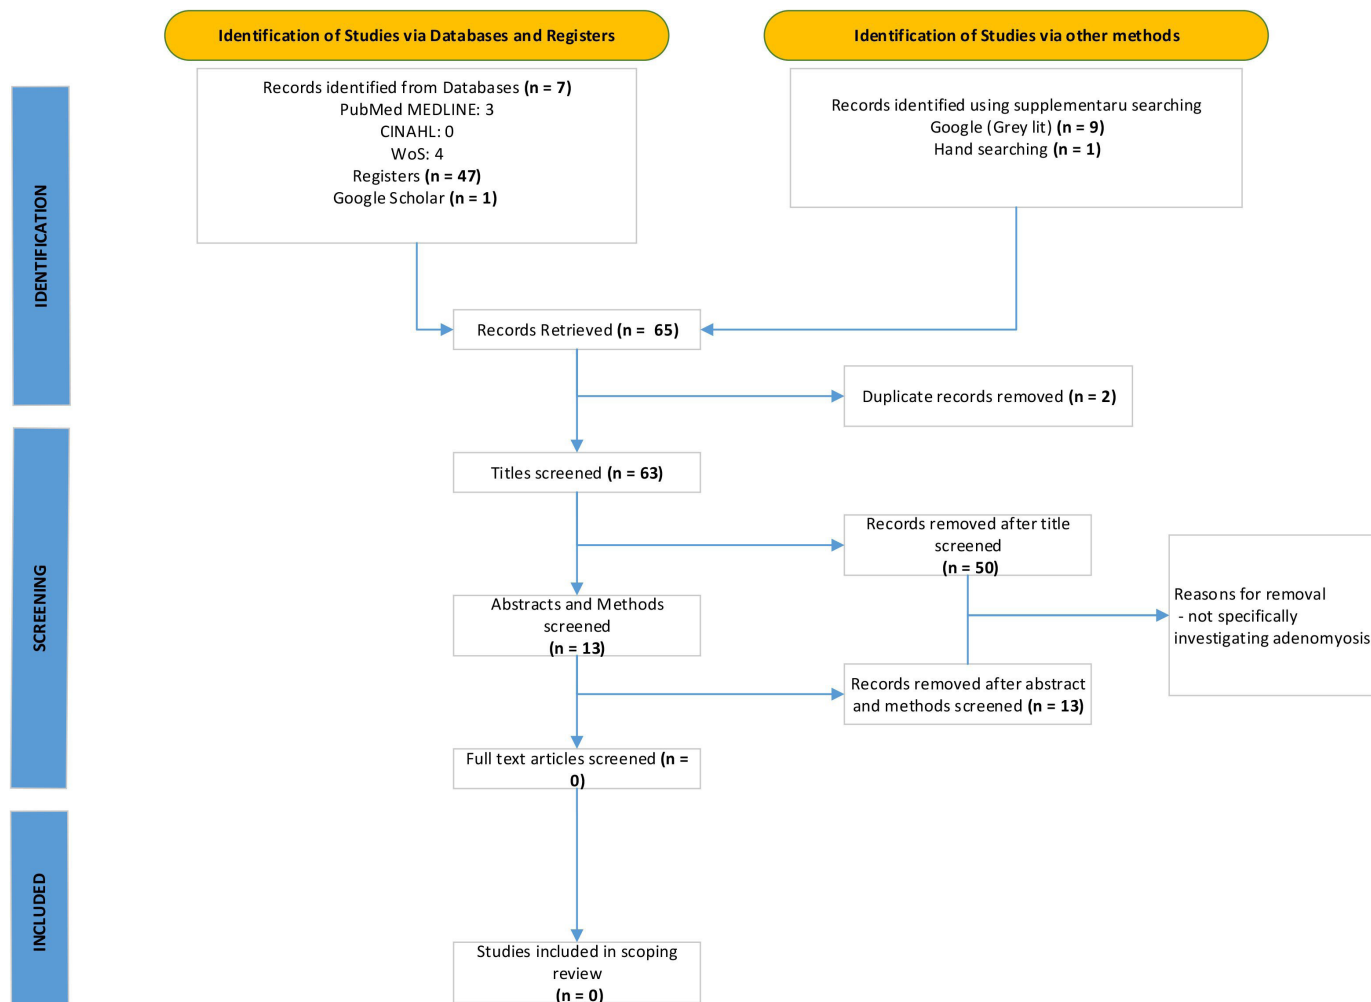 Identification of Studies via Databases and Registers
Identification of Studies via other methods
IDENTIFICATION
Records identified from Databases (n = 7)
PubMed MEDLINE: 3
CINAHL: 0
WoS: 4
Registers (n = 47)
Google Scholar (n = 1)
Records identified using supplementaru searching
Google (Grey lit) (n = 9)
Hand searching (n = 1)
Records Retrieved (n = 65)
Duplicate records removed (n = 2)
SCREENING
Titles screened (n = 63)
Records removed after title
screened
(n = 50)
Reasons for removal
- not specifically
investigating adenomyosis
Abstracts and Methods
screened
(n = 13)
Records removed after abstract
and methods screened (n = 13)
Full text articles screened (n =
0)
INCLUDED
Studies included in scoping
review
(n = 0)